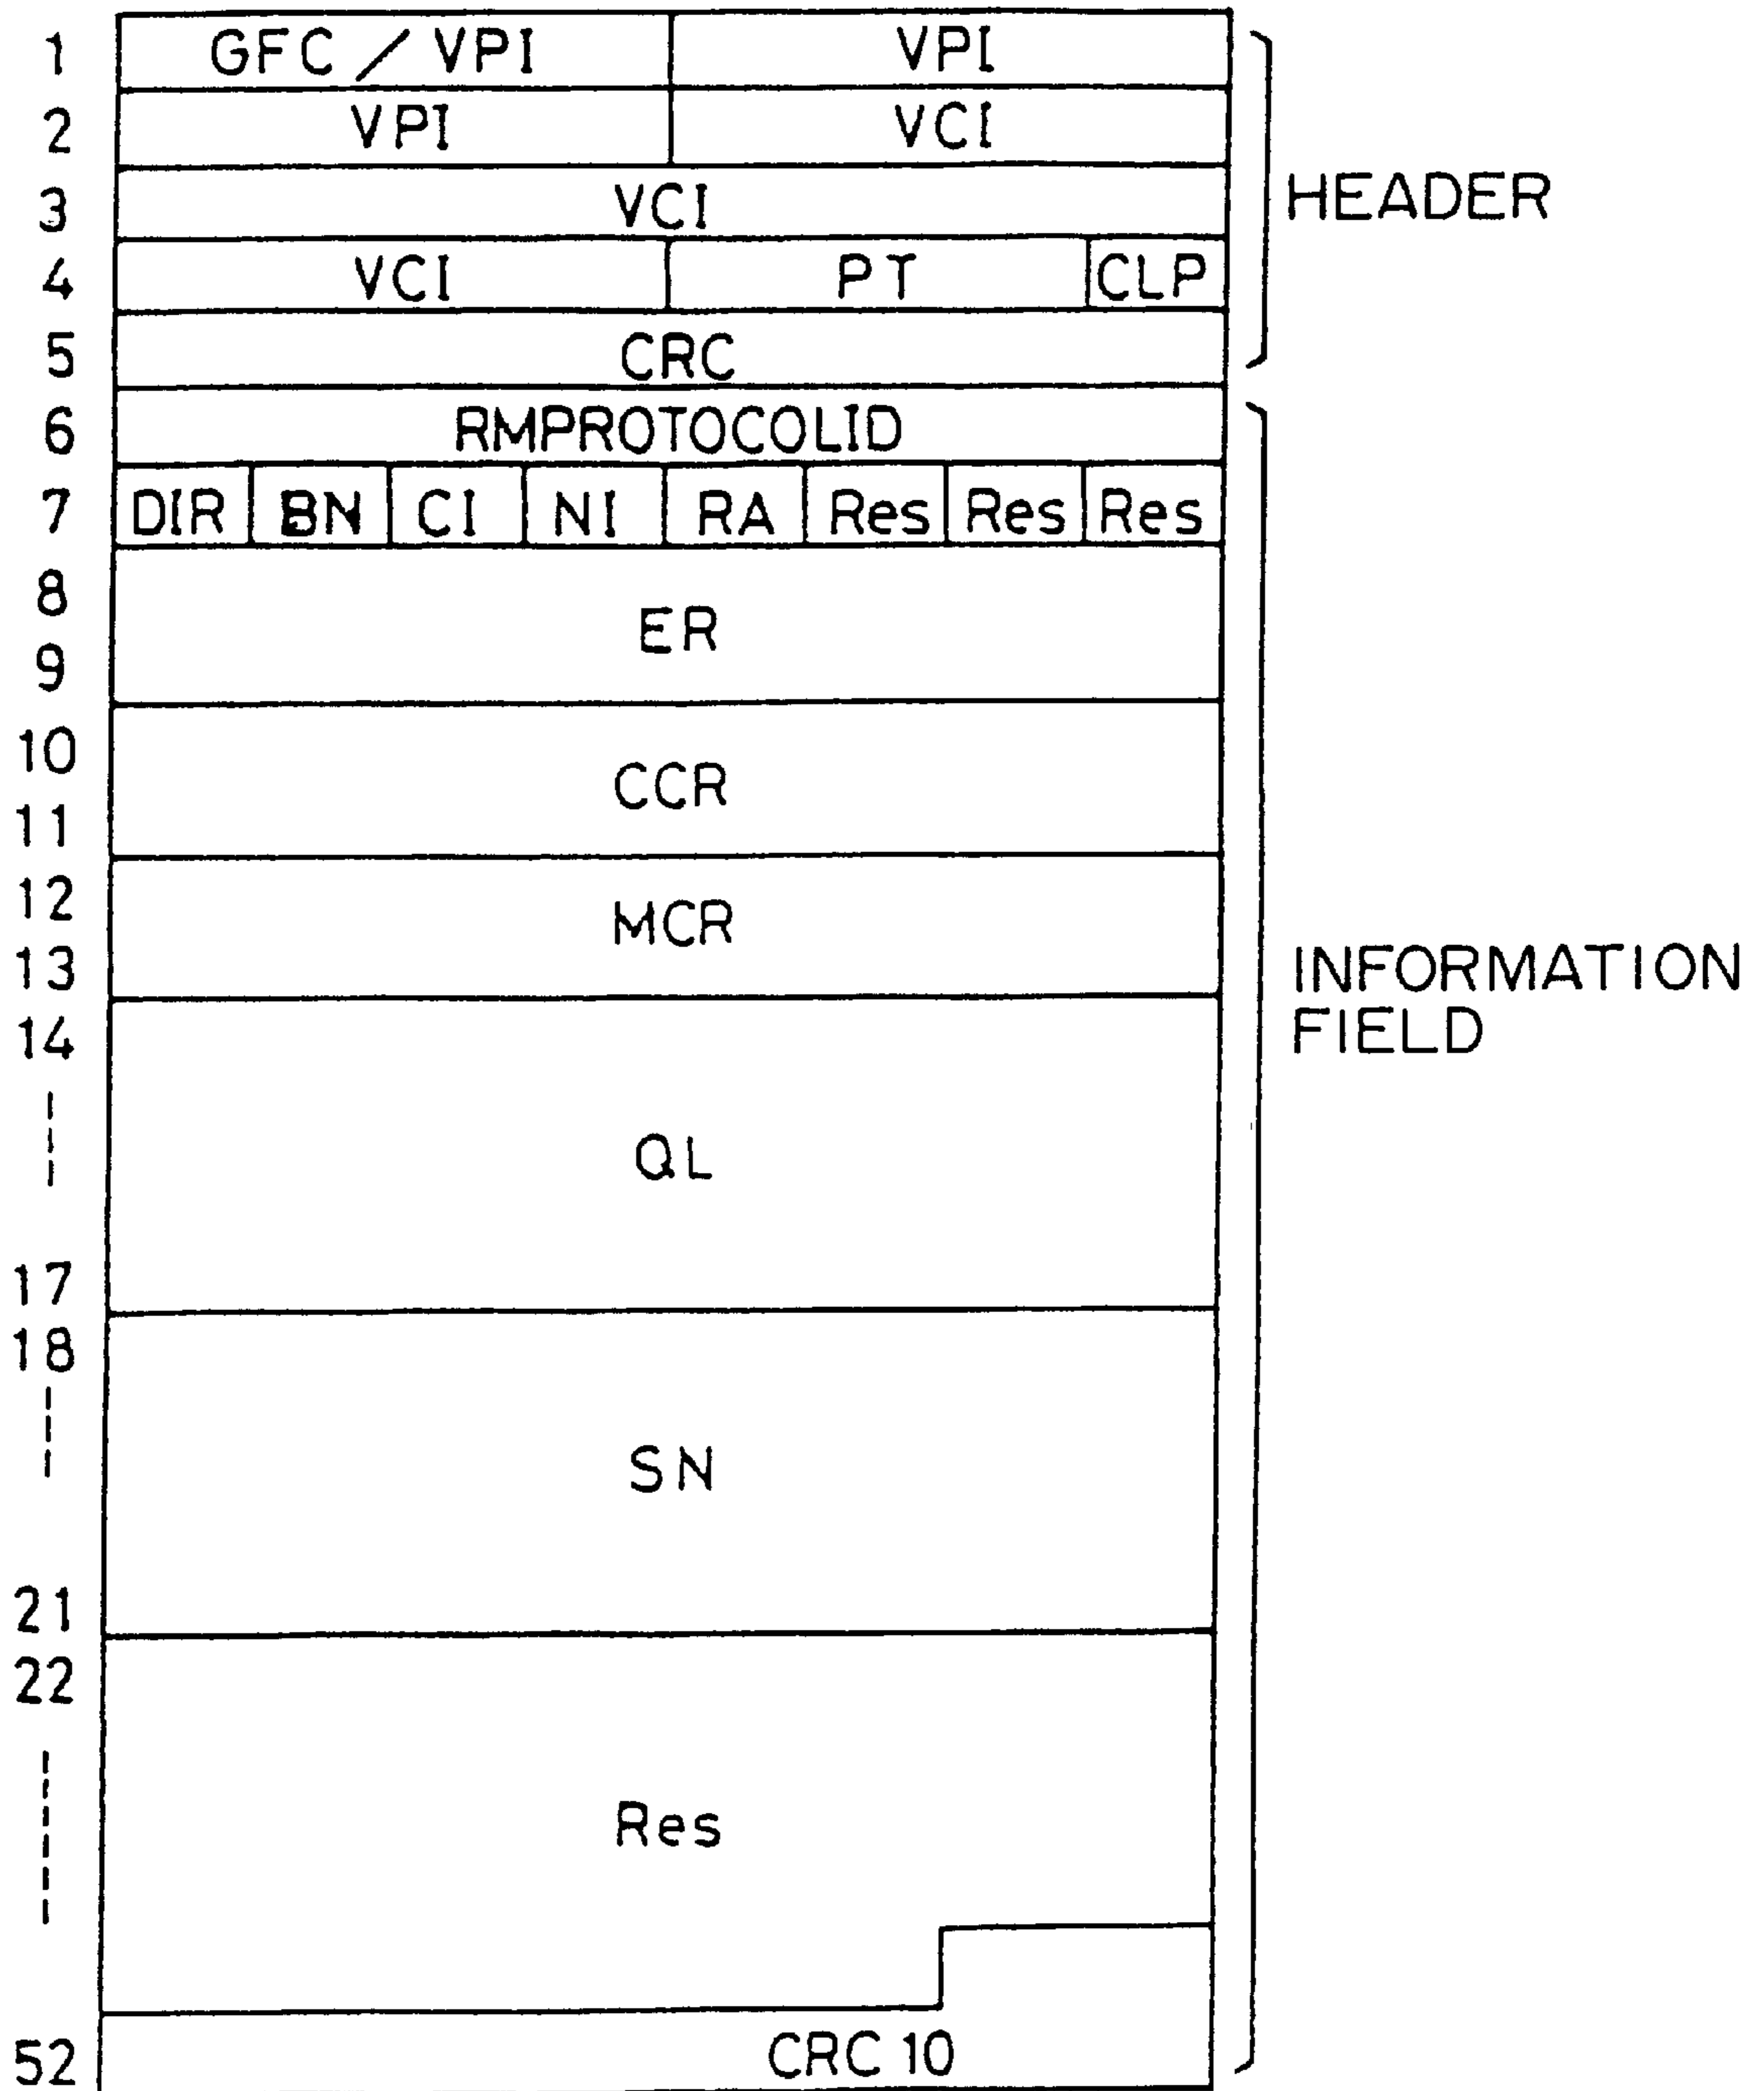 1 GFC / VPI VPI
2 VPI VCI
3 VCI
HEADER
4 VCI PT CLP
5 CRC
6 RMPROTOCOLID
7 DIR BN CI NI RA Res Res Res
8
ER
9
10
CCR
11
12
MCR
13
INFORMATION
FIELD
14
QL
17
18
SN
21
22
Res
52 CRC 10